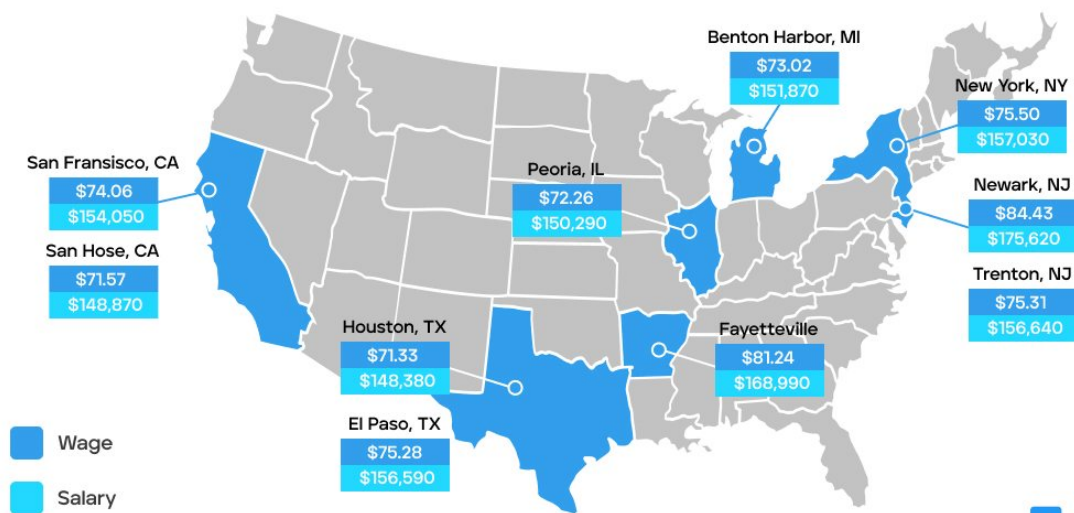 Benton Harbor, MI
$73.02
$151,870
New York, NY
$75.50
$157,030
San Fransisco, CA
$74.06
$154,050
Peoria, IL
$72.26
$150,290
Newark, NJ
$84.43
$175,620
San Hose, CA
$71.57
$148,870
Trenton, NJ
$75.31
$156,640
Houston, TX
$71.33
$148,380
Fayetteville
$81.24
$168,990
El Paso, TX
$75.28
$156,590
Wage
Salary